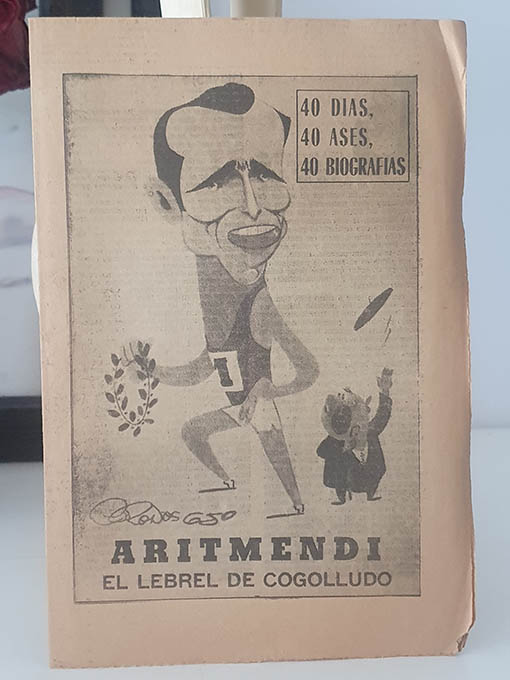 40 DIAS,
40 ASES,
40 BIOGRAFIAS
1
ARITMENDI
EL LEBREL DE COGOLLUDO